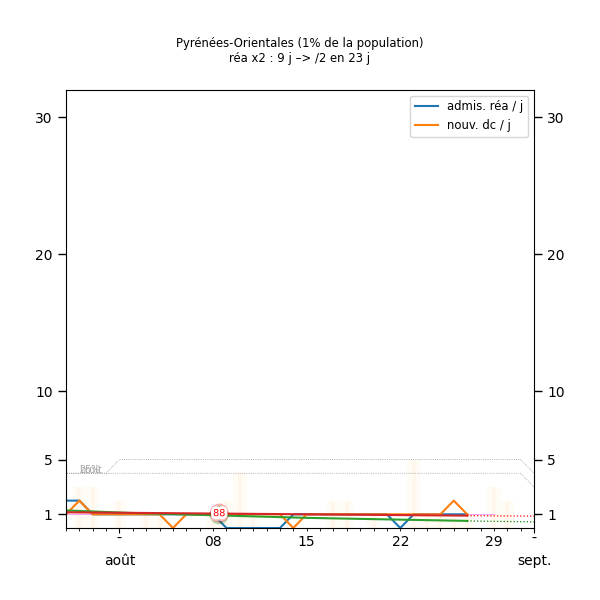 Pyrénées-Orientales (1% de la population)
réa x2 : 9 j –> /2 en 23 j
admis. réa / j
nouv. dc / j
30 30
20 20
10 10
5 5
1 1
88
- 08 15 22 29 -
août sept.